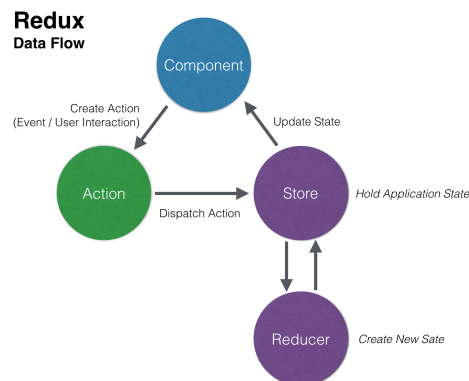 Redux
Data Flow
Component
Create Action
(Event / User Interaction)
Update State
Action
Store
Hold Application State
Dispatch Action
Reducer
Create New Sate